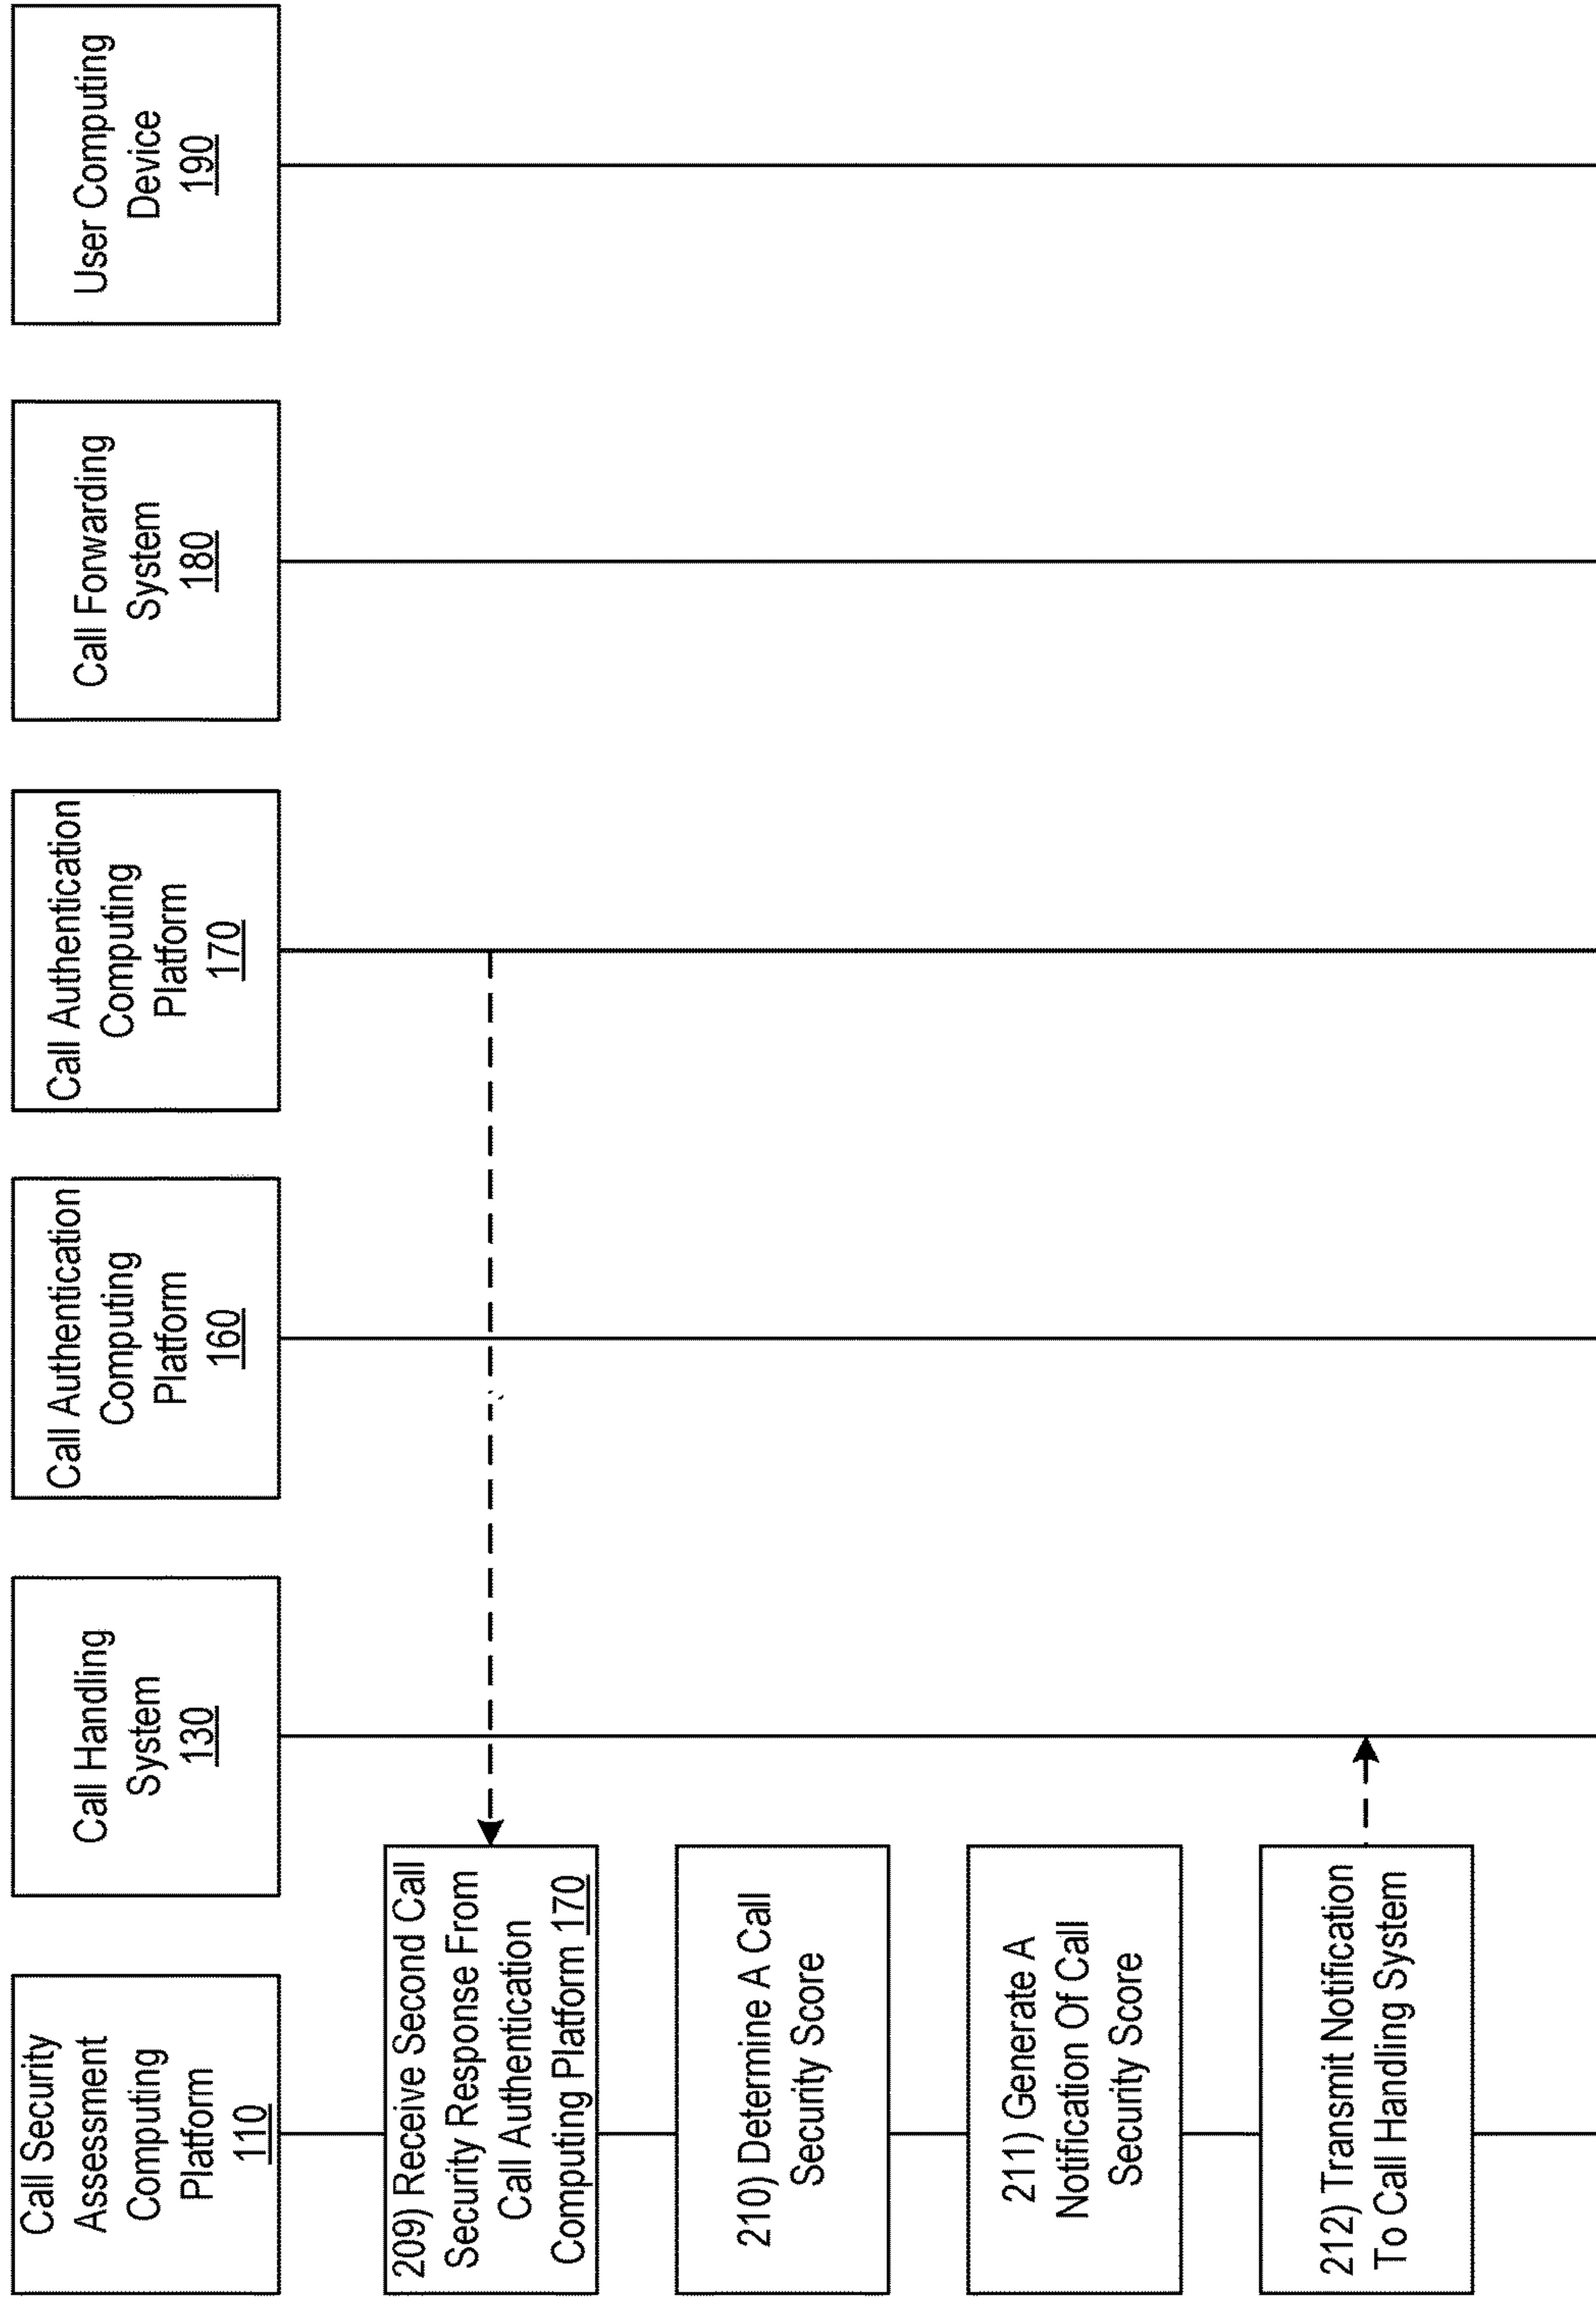 Call Security
Assessment
Computing
Platform
110
Call Handling
System
130
Call Authentication
Computing
Platform
160
Call Authentication
Computing
Platform
170
Call Forwarding
System
180
User Computing
Device
190
209) Receive Second Call
Security Response From
Call Authentication
Computing Platform 170
210) Determine A Call
Security Score
211) Generate A
Notification Of Call
Security Score
212) Transmit Notification
To Call Handling System